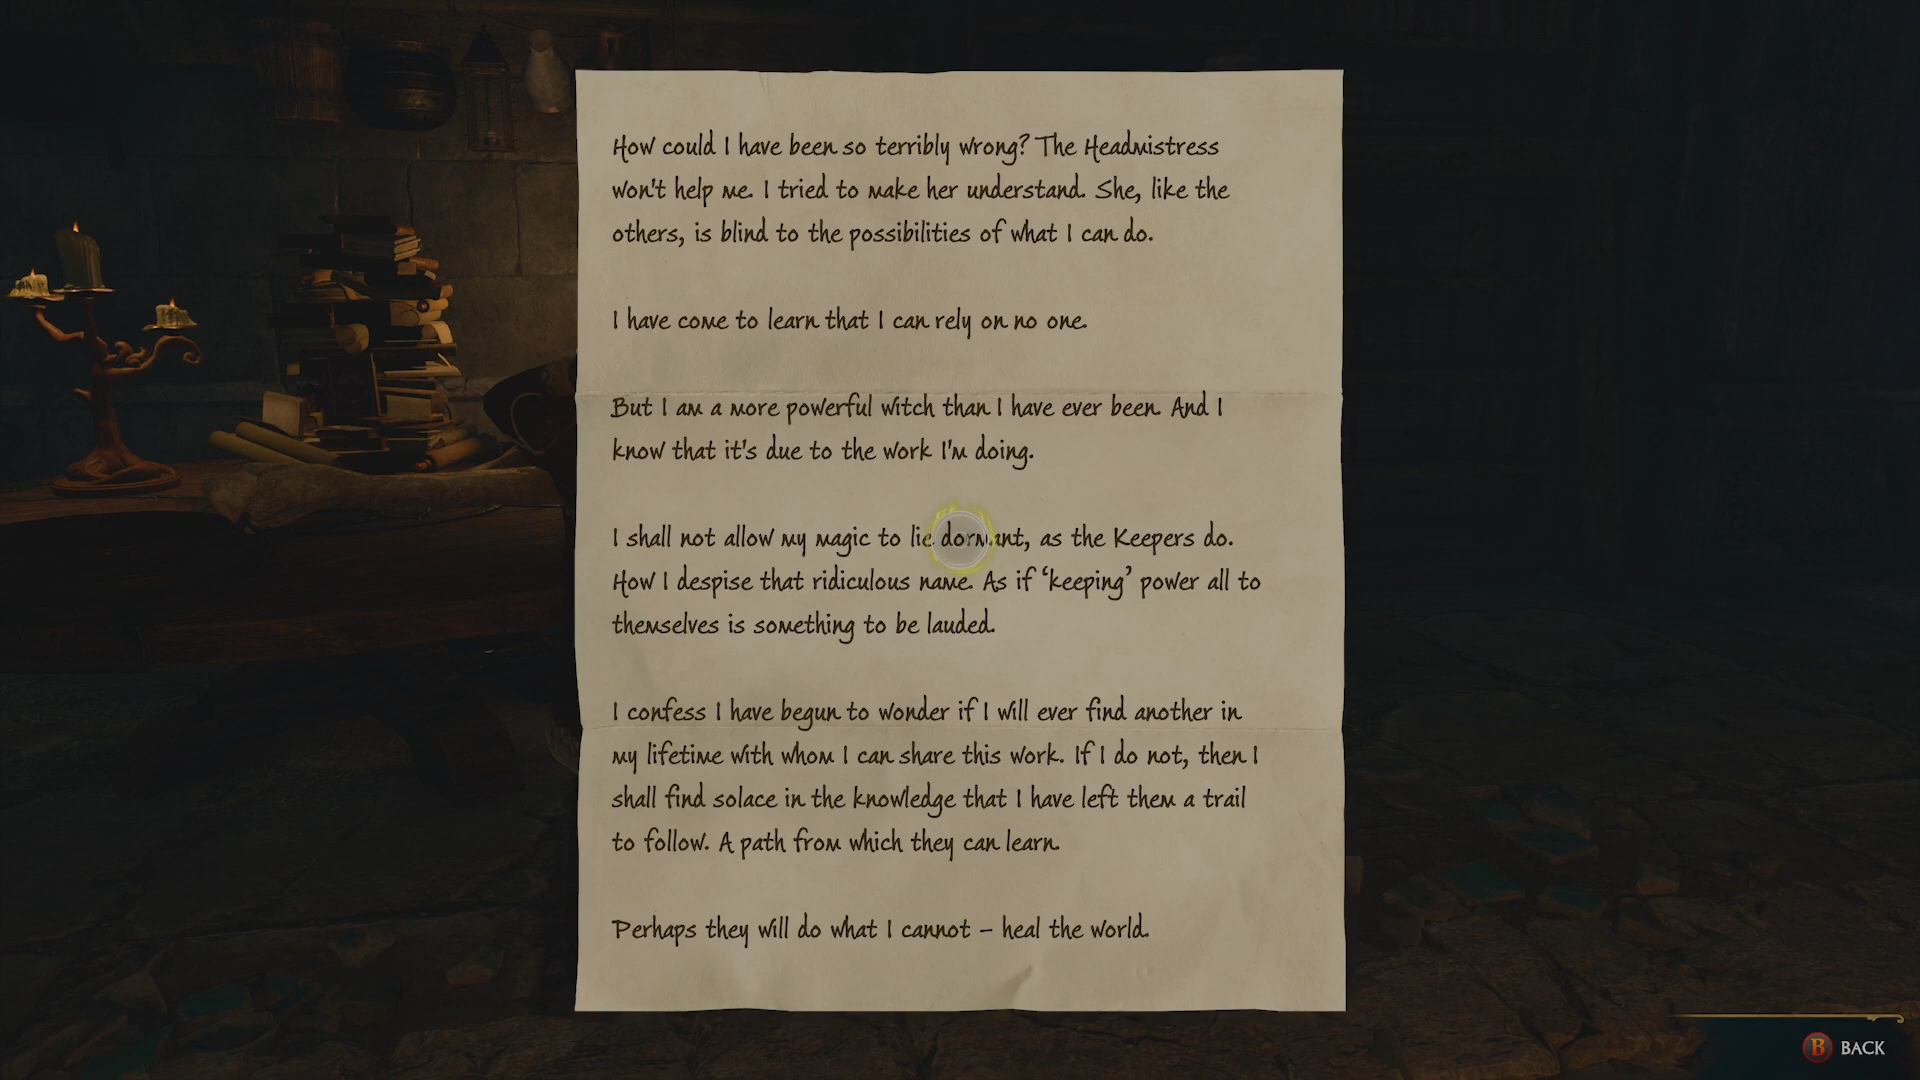 How could I have been so terribly wrong? The Headmistress
won't help me. I tried to make her understand. She, like the
others, is blind to the possibilities of what I can do.
I have come to learn that I can rely on no one.
But I am a more powerful witch than I have ever been. And I
know that it's due to the work I'm doing.
I shall not allow my magic to lie dormant, as the Keepers do.
How I despise that ridiculous name. As if ‘keeping’ power all to
themselves is something to be lauded.
I confess I have begun to wonder if I will ever find another in
my lifetime with whom I can share this work. If I do not, then I
shall find solace in the knowledge that I have left them a trail
to follow. A path from which they can learn.
Perhaps they will do what I cannot – heal the world.
B BACK